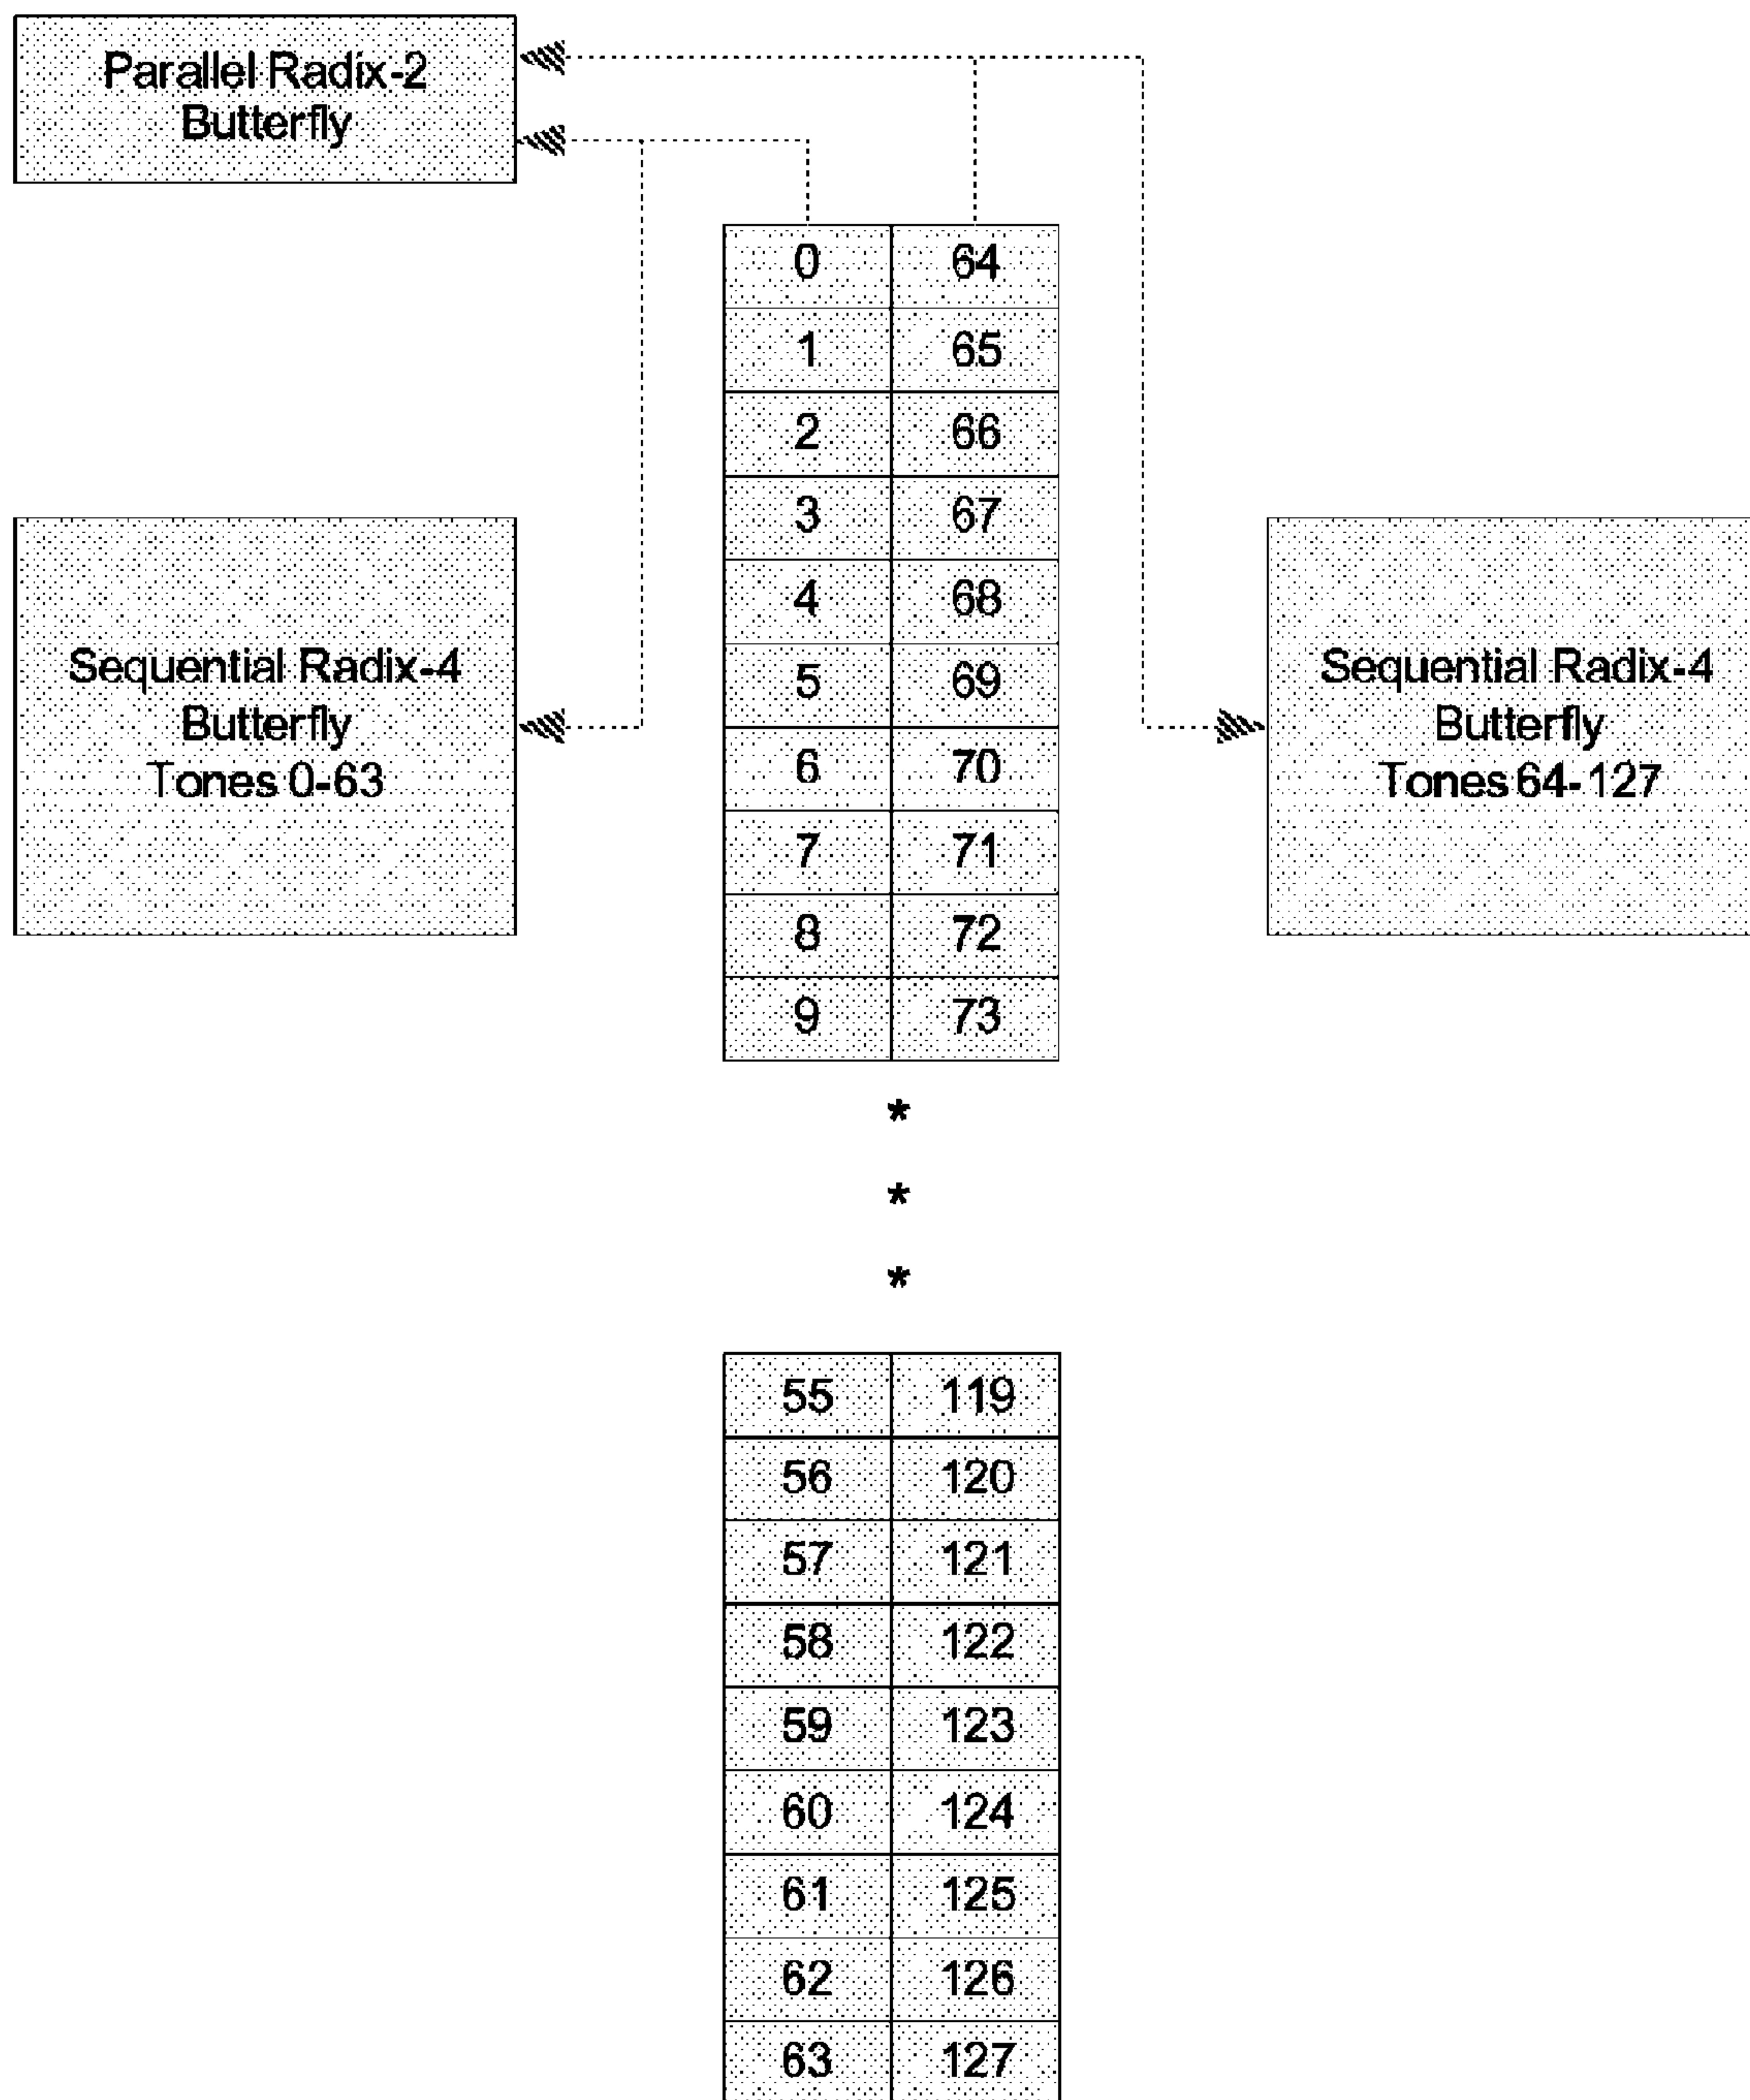 Parallel Radix-2
Butterfly
0 64
1 65
2 66
3 67
4 68
5 69
6 70
7 71
8 72
9 73
Sequential Radix-4
Butterfly
Tones 0-63
Sequential Radix-4
Butterfly
Tones 64-127
*
*
*
55 119
56 120
57 121
58 122
59 123
60 124
61 125
62 126
63 127